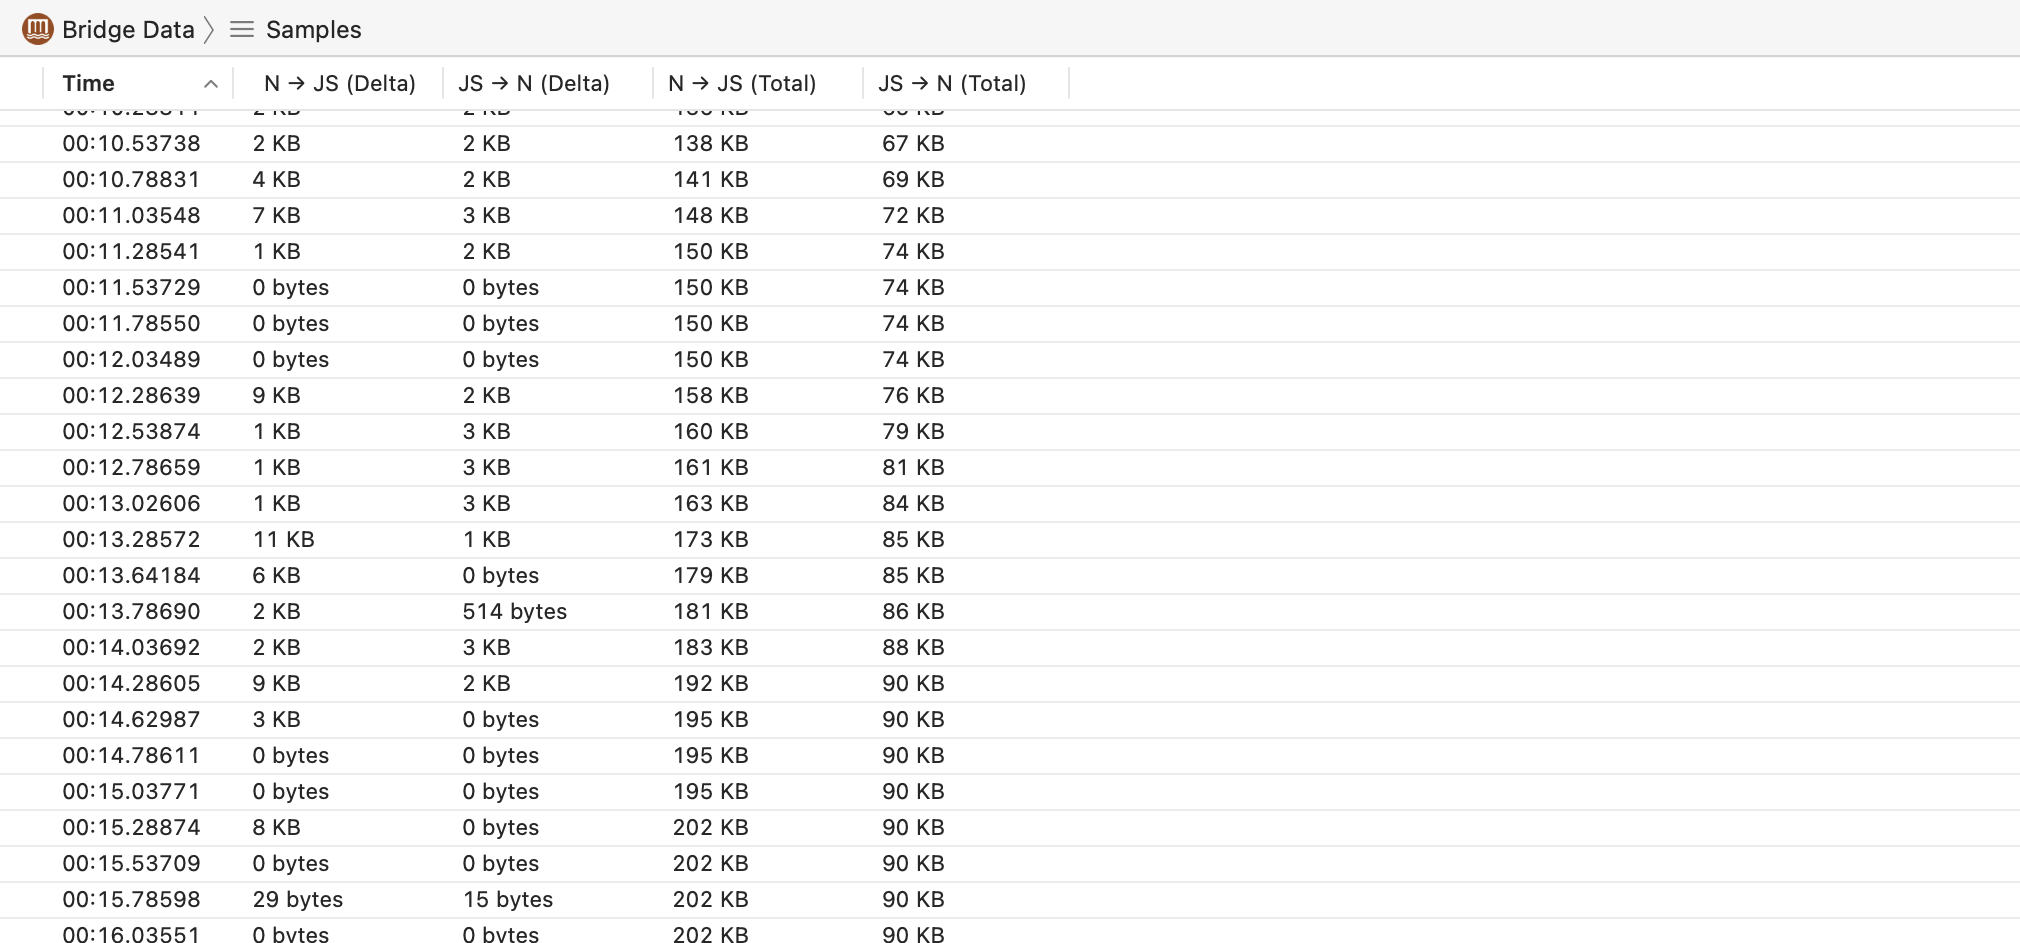 Bridge Data Samples
Time N → JS (Delta) JS → N (Delta) N → JS (Total) JS → N (Total)
00:10.53738 2 KB 2 KB 138 KB 67 KB
00:10.78831 4 KB 2 KB 141 KB 69 KB
00:11.03548 7 KB 3 KB 148 KB 72 KB
00:11.28541 1 KB 2 KB 150 KB 74 KB
00:11.53729 0 bytes 0 bytes 150 KB 74 KB
00:11.78550 0 bytes 0 bytes 150 KB 74 KB
00:12.03489 0 bytes 0 bytes 150 KB 74 KB
00:12.28639 9 KB 2 KB 158 KB 76 KB
00:12.53874 1 KB 3 KB 160 KB 79 KB
00:12.78659 1 KB 3 KB 161 KB 81 KB
00:13.02606 1 KB 3 KB 163 KB 84 KB
00:13.28572 11 KB 1 KB 173 KB 85 KB
00:13.64184 6 KB 0 bytes 179 KB 85 KB
00:13.78690 2 KB 514 bytes 181 KB 86 KB
00:14.03692 2 KB 3 KB 183 KB 88 KB
00:14.28605 9 KB 2 KB 192 KB 90 KB
00:14.62987 3 KB 0 bytes 195 KB 90 KB
00:14.78611 0 bytes 0 bytes 195 KB 90 KB
00:15.03771 0 bytes 0 bytes 195 KB 90 KB
00:15.28874 8 KB 0 bytes 202 KB 90 KB
00:15.53709 0 bytes 0 bytes 202 KB 90 KB
00:15.78598 29 bytes 15 bytes 202 KB 90 KB
00:16.03551 0 bytes 0 bytes 202 KB 90 KB